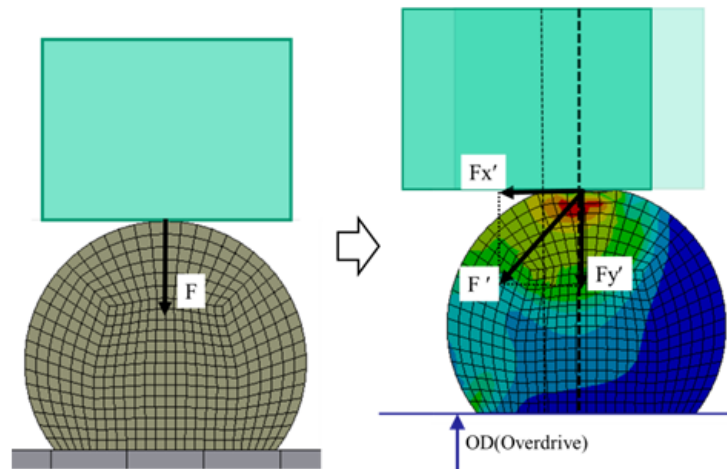 F
Fx′
F ′
Fy′
OD(Overdrive)